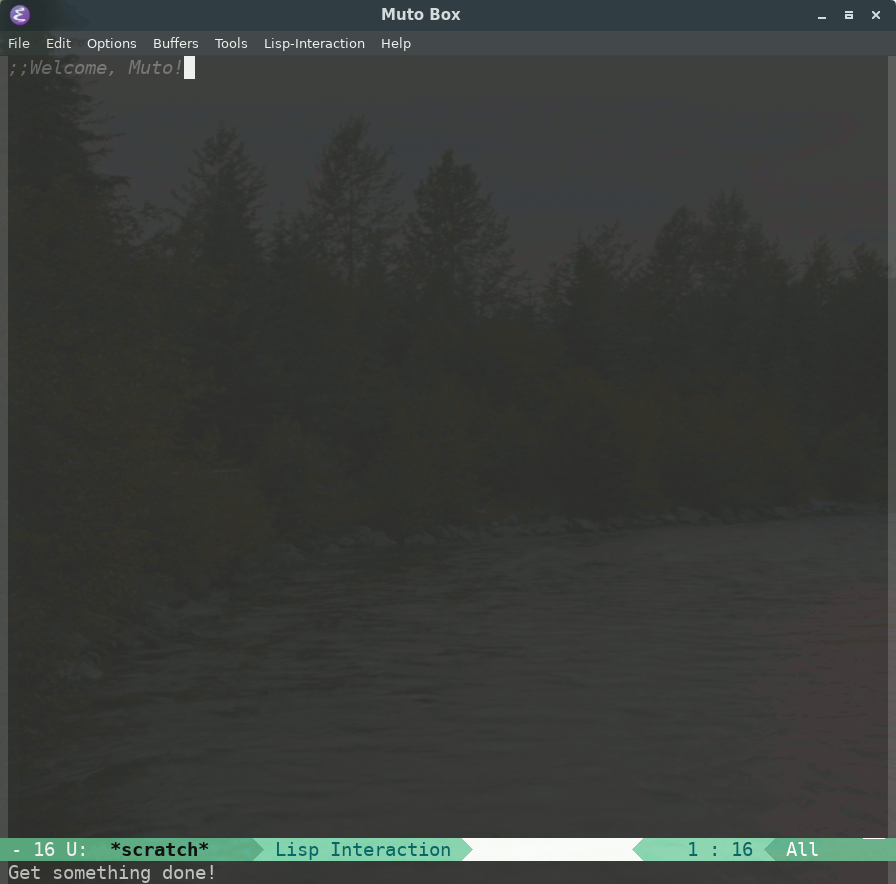 Muto Box
File Edit Options Buffers Tools Lisp-Interaction Help
;;Welcome, Muto!
- 16 U: *scratch* Lisp Interaction 1 : 16 All
Get something done!